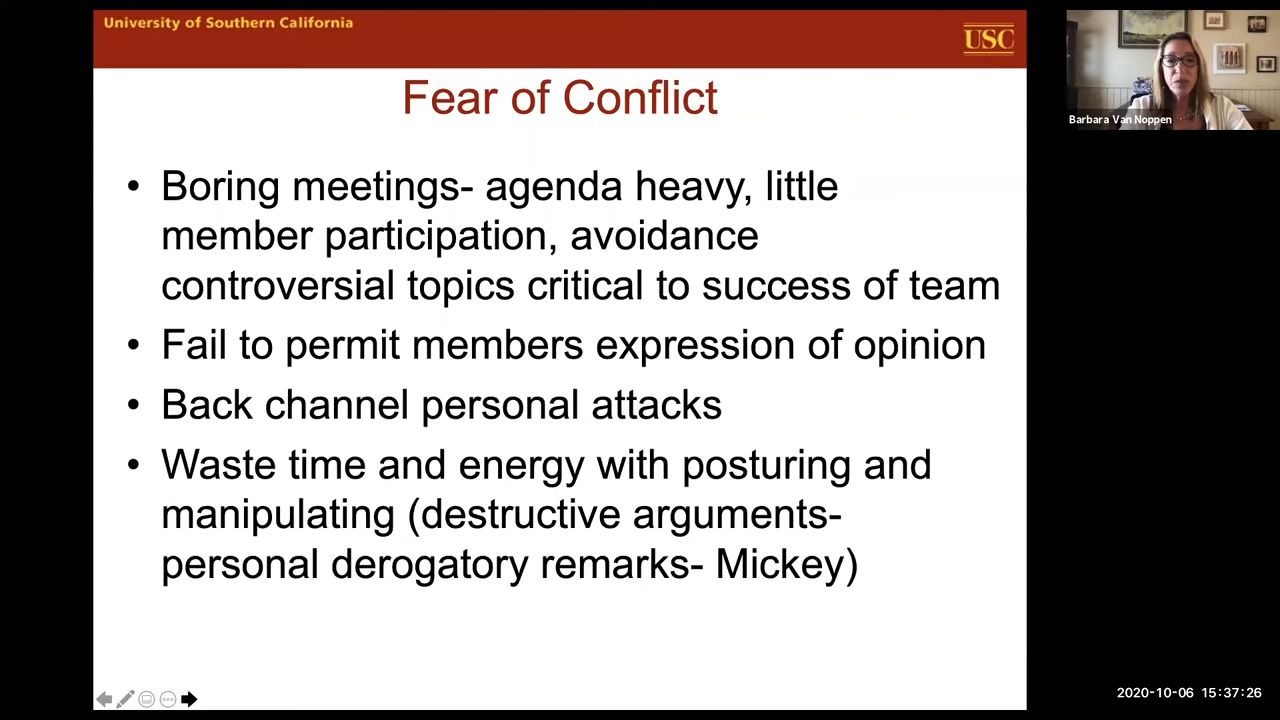 University of Southern California
USC
Fear of Conflict
• Boring meetings- agenda heavy, little
member participation, avoidance
controversial topics critical to success of team
• Fail to permit members expression of opinion
• Back channel personal attacks
• Waste time and energy with posturing and
manipulating (destructive arguments-
personal derogatory remarks- Mickey)
Barbara Van Noppen
2020-10-06 15:37:26